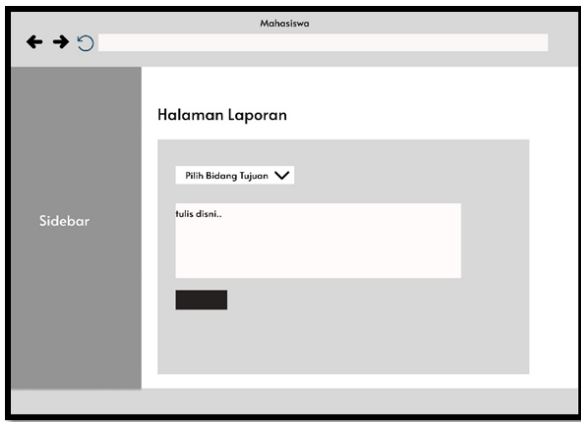 Mahasiswa
Halaman Laporan
Pilih Bidang Tujuan
tulis disni..
Sidebar